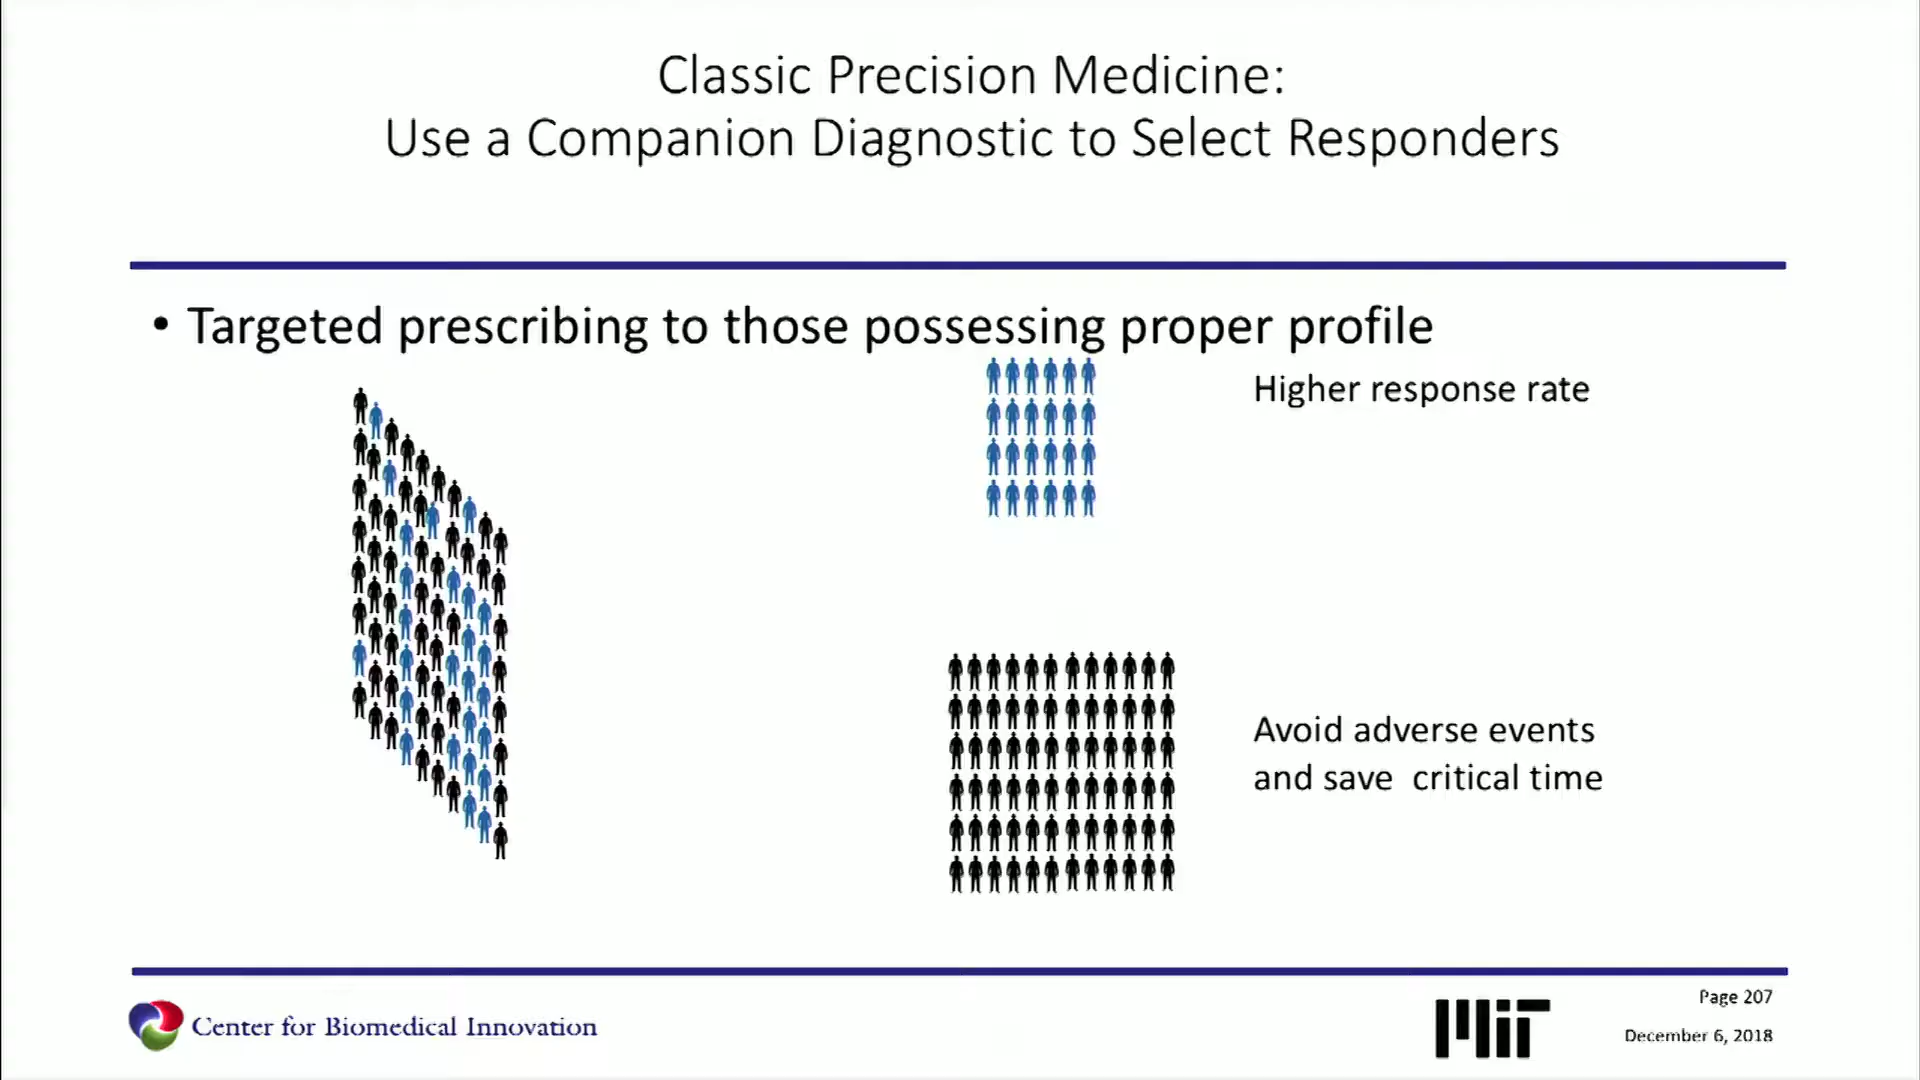 Classic Precision Medicine:
Use a Companion Diagnostic to Select Responders
• Targeted prescribing to those possessing proper profile
Higher response rate
Avoid adverse events
and save critical time
Center for Biomedical Innovation
MIT
Page 207
December 6, 2018